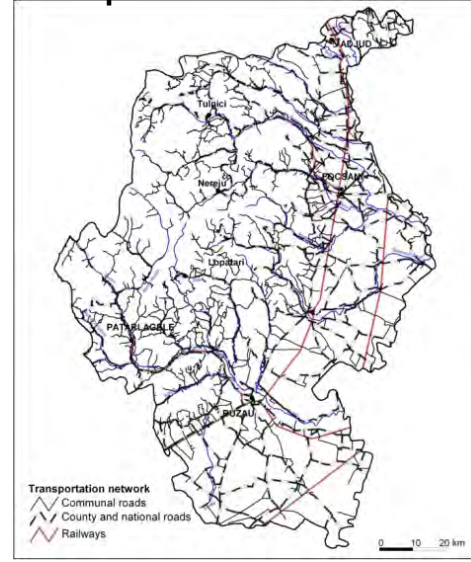 ADJUD
Tulnici
FOCSANI
Nereju
Lopatari
PATARLAGELE
BUZAU
Transportation network
Communal roads
County and national roads
Railways
0 10 20 km